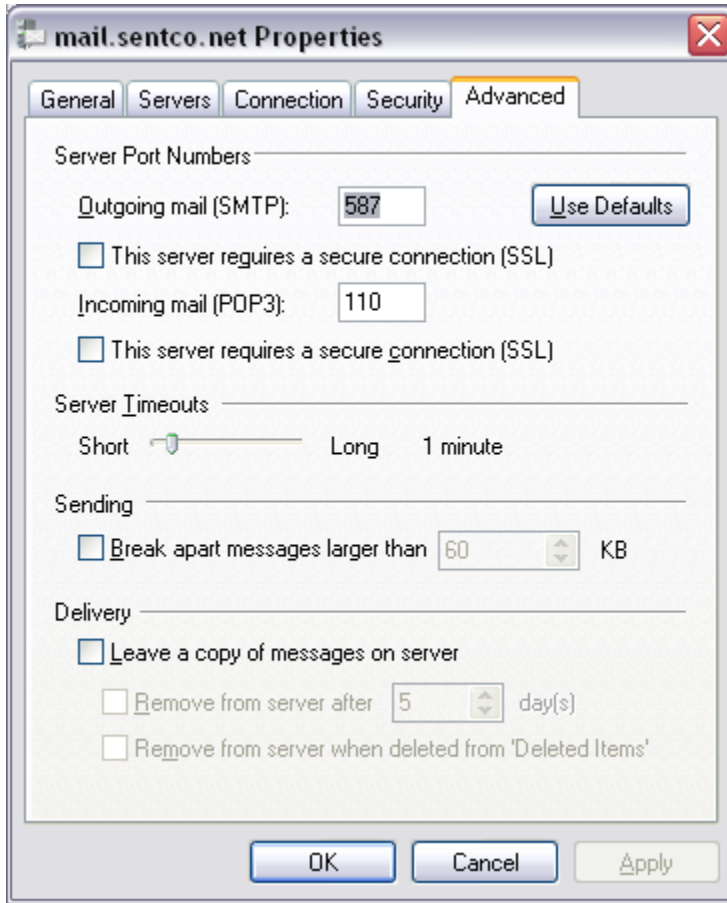 mail.sentco.net Properties
General Servers Connection Security Advanced
Server Port Numbers
Outgoing mail (SMTP): 587 Use Defaults
This server requires a secure connection (SSL)
Incoming mail (POP3): 110
This server requires a secure connection (SSL)
Server Timeouts
Short Long 1 minute
Sending
Break apart messages larger than 60 KB
Delivery
Leave a copy of messages on server
Remove from server after 5 day(s)
Remove from server when deleted from 'Deleted Items'
OK Cancel Apply